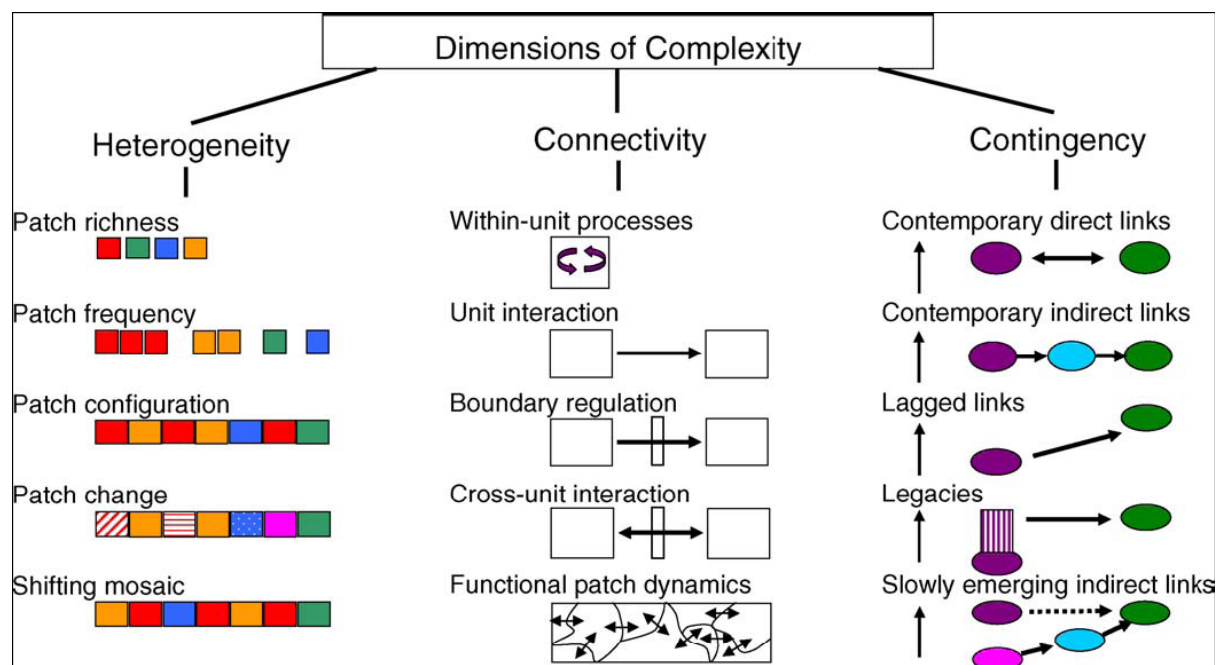 Dimensions of Complexity
Heterogeneity
Connectivity
Contingency
Patch richness
Within-unit processes
Contemporary direct links
Patch frequency
Unit interaction
Contemporary indirect links
Patch configuration
Boundary regulation
Lagged links
Patch change
Cross-unit interaction
Legacies
Shifting mosaic
Functional patch dynamics
Slowly emerging indirect links